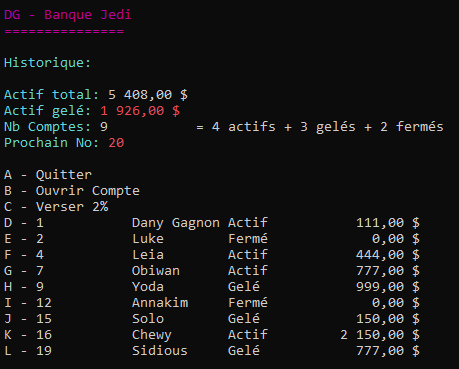 DG - Banque Jedi
===============
Historique:
Actif total: 5 408,00 $
Actif gelé: 1 926,00 $
Nb Comptes: 9 = 4 actifs + 3 gelés + 2 fermés
Prochain No: 20
A - Quitter
B - Ouvrir Compte
C - Verser 2%
D - 1 Dany Gagnon Actif 111,00 $
E - 2 Luke Fermé 0,00 $
F - 4 Leia Actif 444,00 $
G - 7 Obiwan Actif 777,00 $
H - 9 Yoda Gelé 999,00 $
I - 12 Annakim Fermé 0,00 $
J - 15 Solo Gelé 150,00 $
K - 16 Chewy Actif 2 150,00 $
L - 19 Sidious Gelé 777,00 $